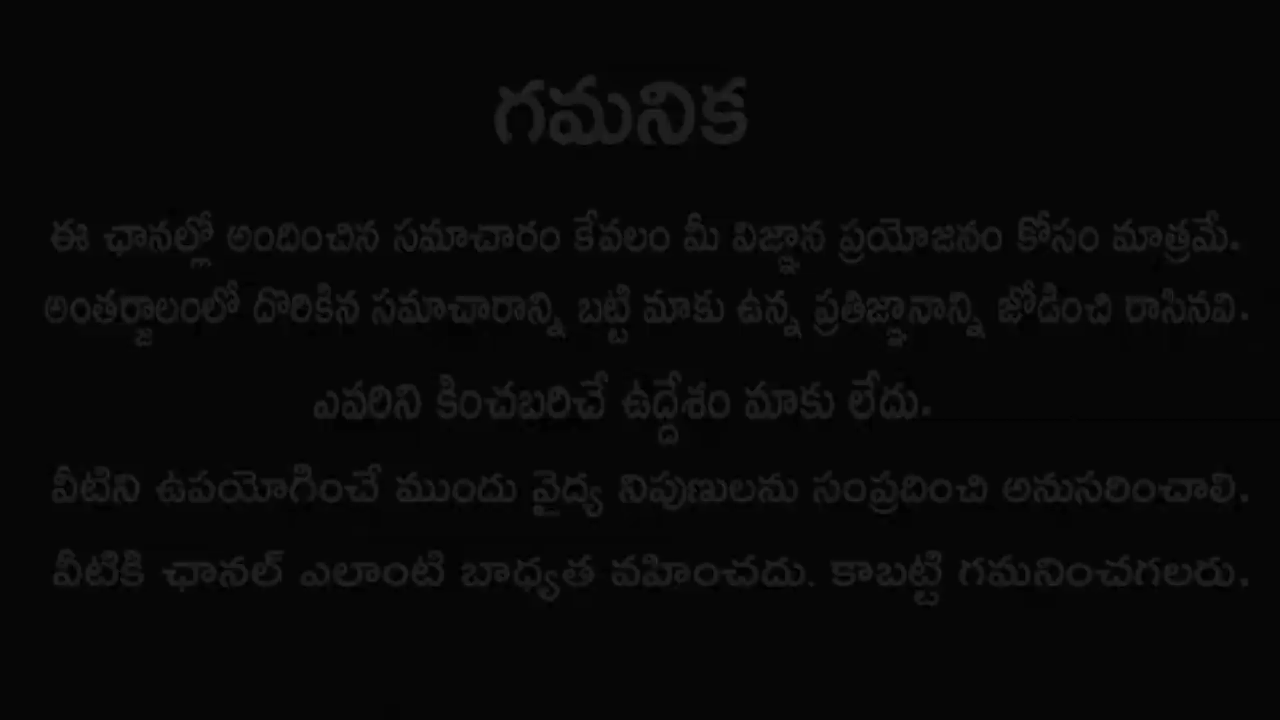 గమనిక
ఈ ఛానల్లో అందించిన సమాచారం కేవలం మీ విజ్ఞాన ప్రయోజనం కోసం మాత్రమే.
అంతర్జాలంలో దొరికిన సమాచారాన్ని బట్టి మాకు ఉన్న ప్రతిజ్ఞానాన్ని జోడించి రాసినవి.
ఎవరిని కించబరిచే ఉద్దేశం మాకు లేదు.
వీటిని ఉపయోగించే ముందు వైద్య నిపుణులను సంప్రదించి అనుసరించాలి.
వీటికి ఛానల్ ఎలాంటి బాధ్యత వహించదు. కాబట్టి గమనించగలరు.